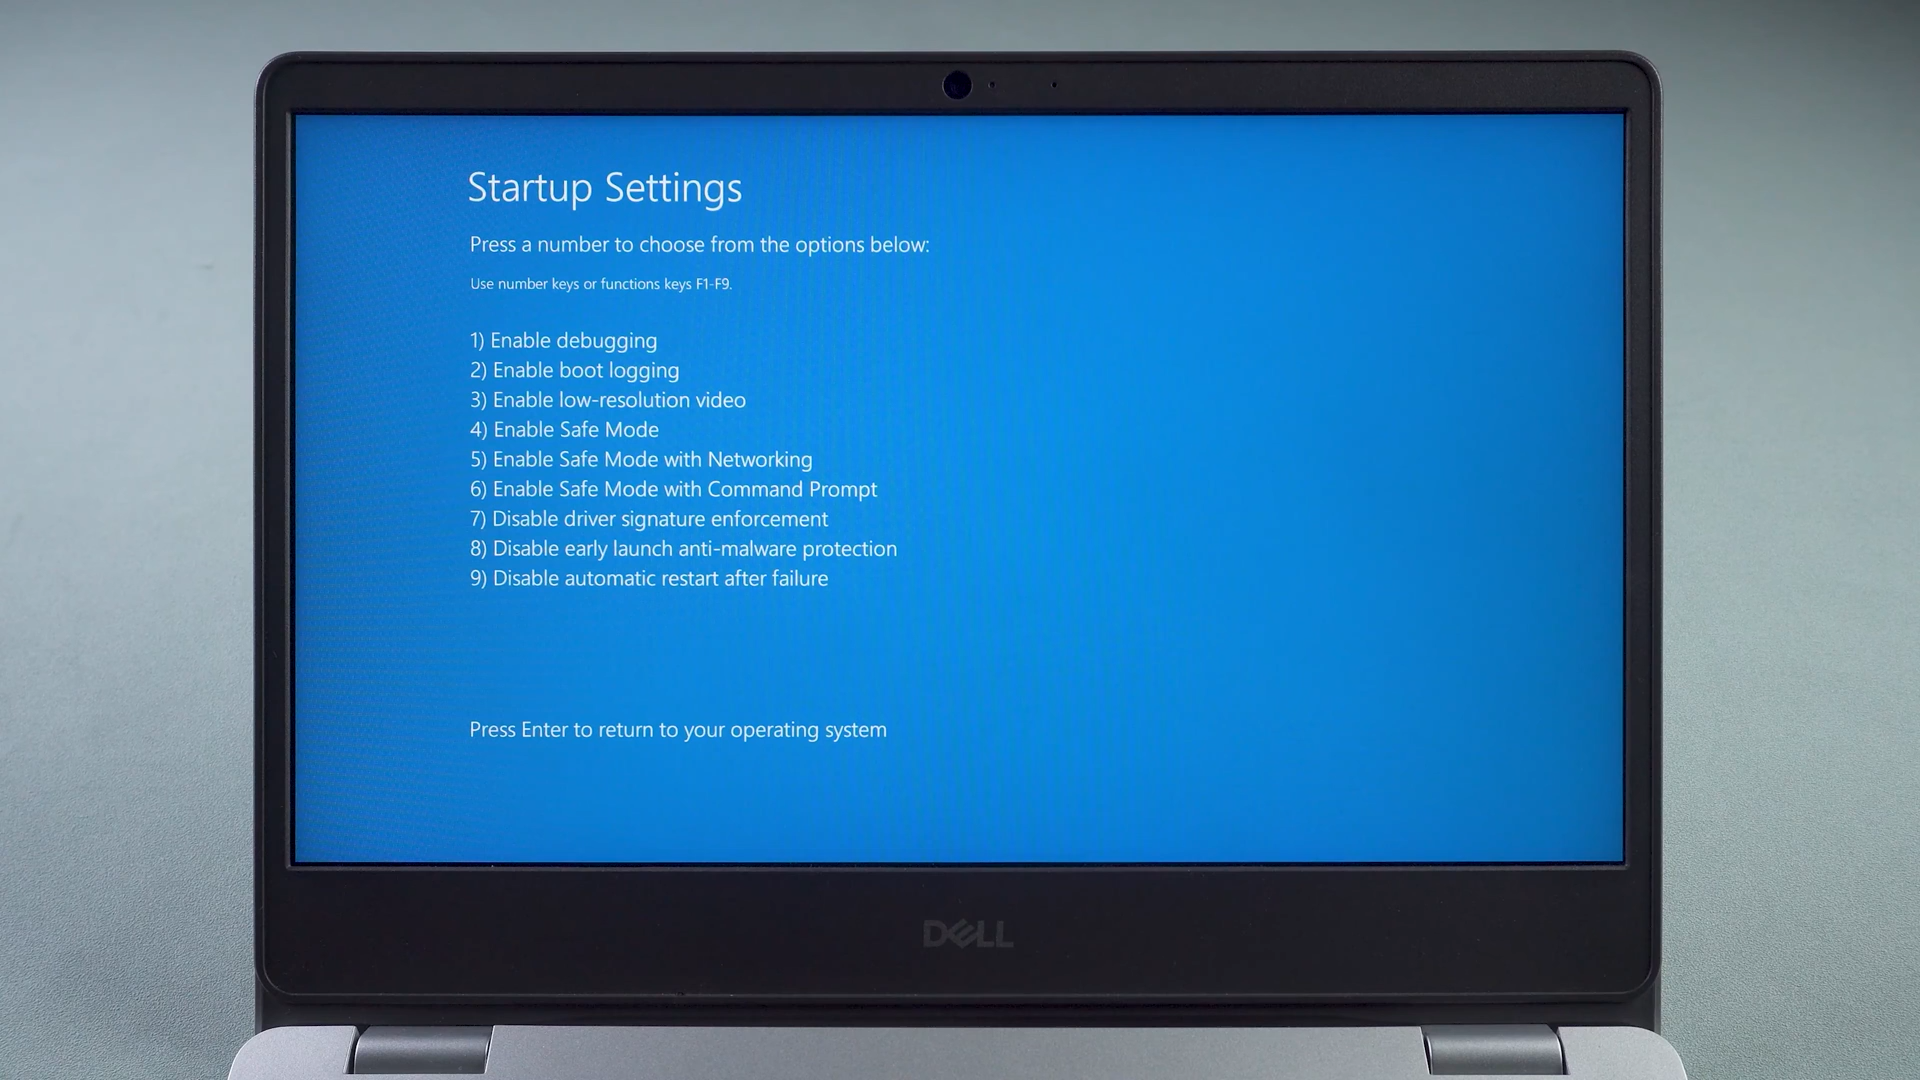 Startup Settings
Press a number to choose from the options below:
Use number keys or functions keys F1-F9.
1) Enable debugging
2) Enable boot logging
3) Enable low-resolution video
4) Enable Safe Mode
5) Enable Safe Mode with Networking
6) Enable Safe Mode with Command Prompt
7) Disable driver signature enforcement
8) Disable early launch anti-malware protection
9) Disable automatic restart after failure
Press Enter to return to your operating system
DELL